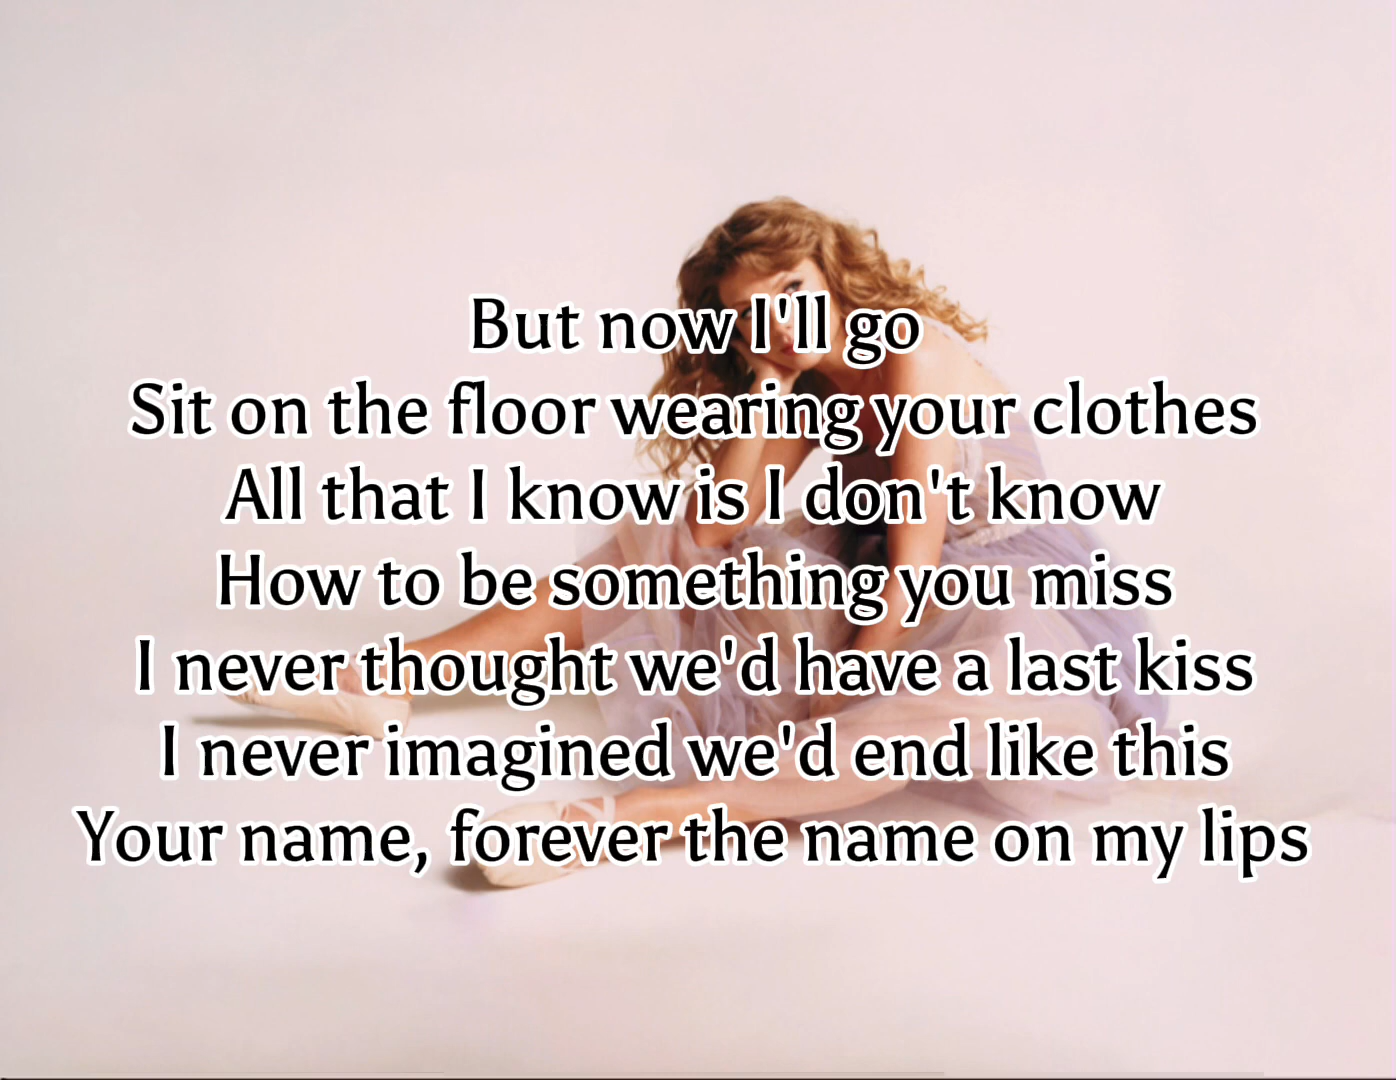 But now I'll go
Sit on the floor wearing your clothes
All that I know is I don't know
How to be something you miss
I never thought we'd have a last kiss
I never imagined we'd end like this
Your name, forever the name on my lips